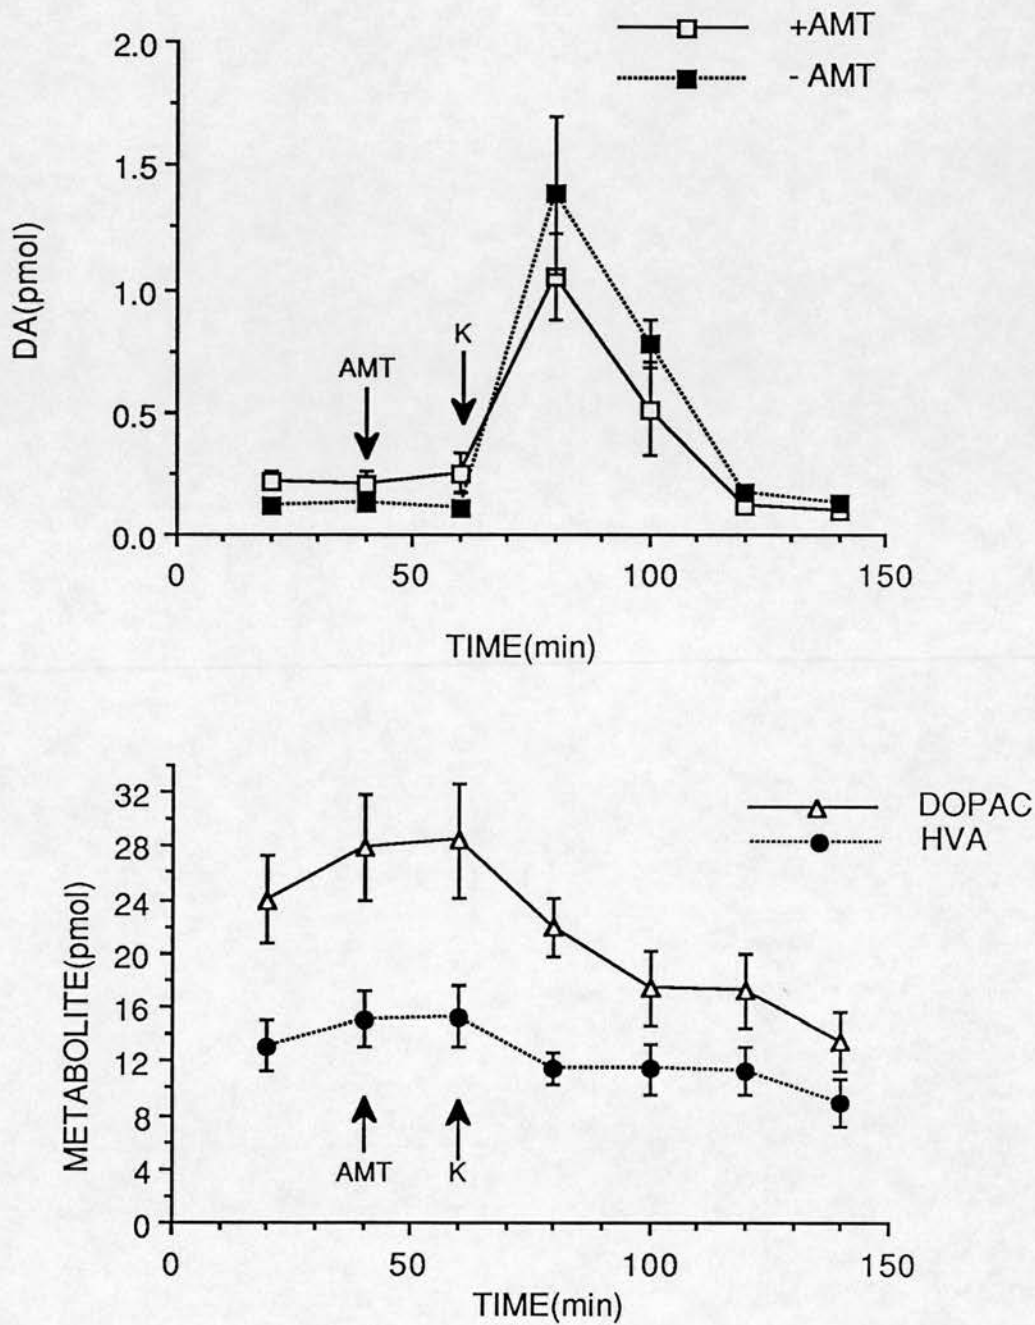 +AMT
- AMT
2.0
1.5
1.0
0.5
0.0
DA(pmol)
AMT
K
0
50
100
150
TIME(min)
DOPAC
HVA
32
28
24
20
16
12
8
4
0
METABOLITE(pmol)
AMT
K
0
50
100
150
TIME(min)